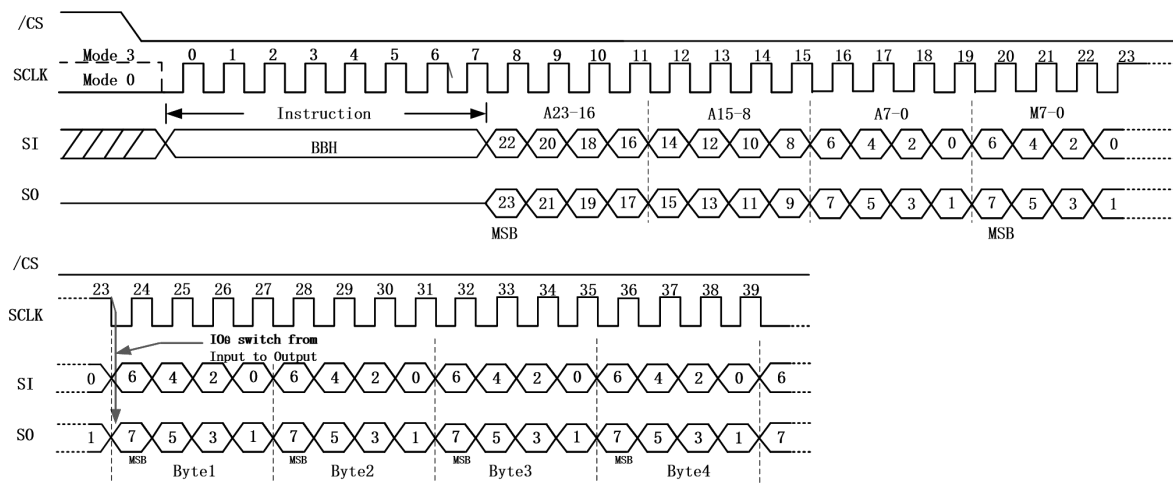 /CS
Mode 3
0 1 2 3 4 5 6 7 8 9 10 11 12 13 14 15 16 17 18 19 20 21 22 23
SCLK
Mode 0
Instruction A23-16 A15-8 A7-0 M7-0
SI BBH 22 20 18 16 14 12 10 8 6 4 2 0 6 4 2 0
SO 23 21 19 17 15 13 11 9 7 5 3 1 7 5 3 1
MSB MSB
/CS
23 24 25 26 27 28 29 30 31 32 33 34 35 36 37 38 39
SCLK
IOs switch from
Input to Output
SI 0 6 4 2 0 6 4 2 0 6 4 2 0 6 4 2 0 6
SO 1 7 5 3 1 7 5 3 1 7 5 3 1 7 5 3 1 7
MSB MSB MSB MSB
Byte1 Byte2 Byte3 Byte4